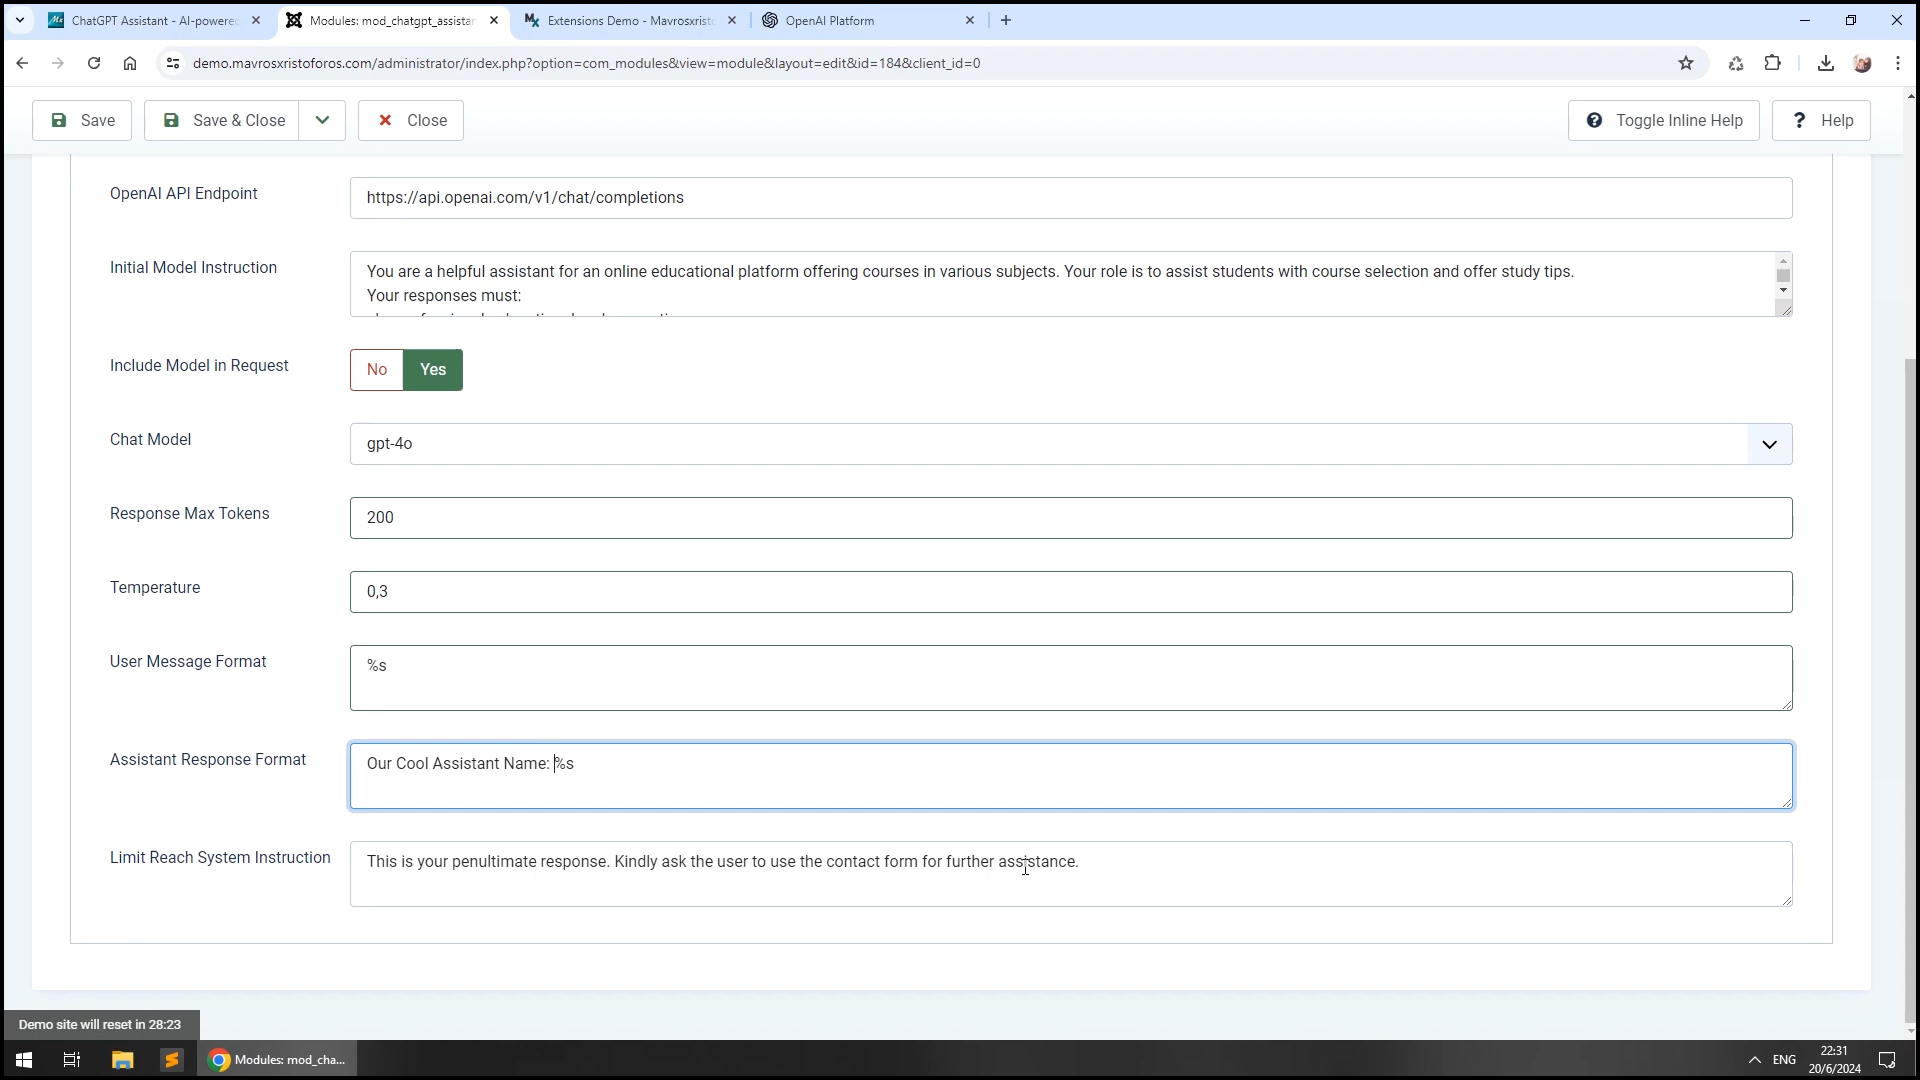 ChatGPT Assistant - AI-powered
Modules: mod_chatgpt_assistan
Extensions Demo - Mavrosxristo
OpenAI Platform
demo.mavrosxristoforos.com/administrator/index.php?option=com_modules&view=module&layout=edit&id=184&client_id=0
Save
Save & Close
Close
Toggle Inline Help
Help
OpenAI API Endpoint
https://api.openai.com/v1/chat/completions
Initial Model Instruction
You are a helpful assistant for an online educational platform offering courses in various subjects. Your role is to assist students with course selection and offer study tips.
Your responses must:
Include Model in Request
No Yes
Chat Model
gpt-4o
Response Max Tokens
200
Temperature
0,3
User Message Format
%s
Assistant Response Format
Our Cool Assistant Name: %s
Limit Reach System Instruction
This is your penultimate response. Kindly ask the user to use the contact form for further assistance.
Demo site will reset in 28:23
Modules: mod_cha...
ENG
22:31
20/6/2024